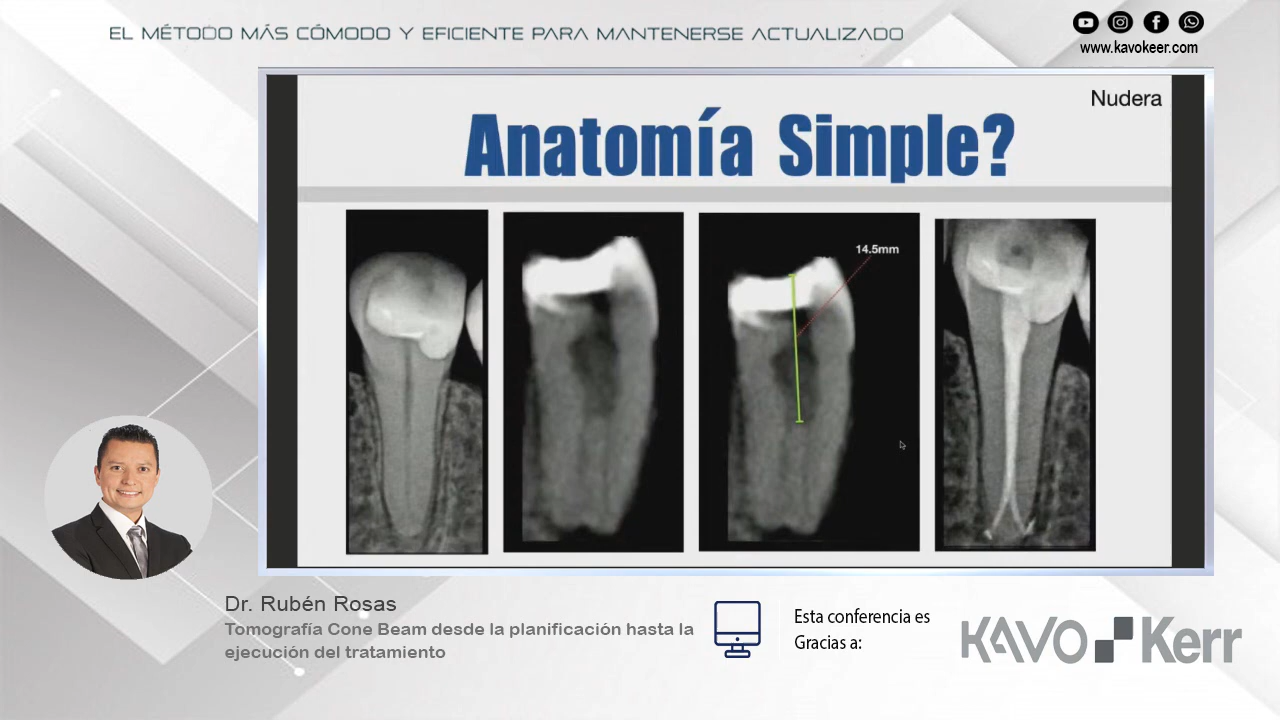 EL MÉTODO MÁS CÓMODO Y EFICIENTE PARA MANTENERSE ACTUALIZADO
www.kavokeer.com
Nudera
Anatomía Simple?
14.5mm
Dr. Rubén Rosas
Tomografía Cone Beam desde la planificación hasta la
ejecución del tratamiento
Esta conferencia es
Gracias a:
KAVO Kerr